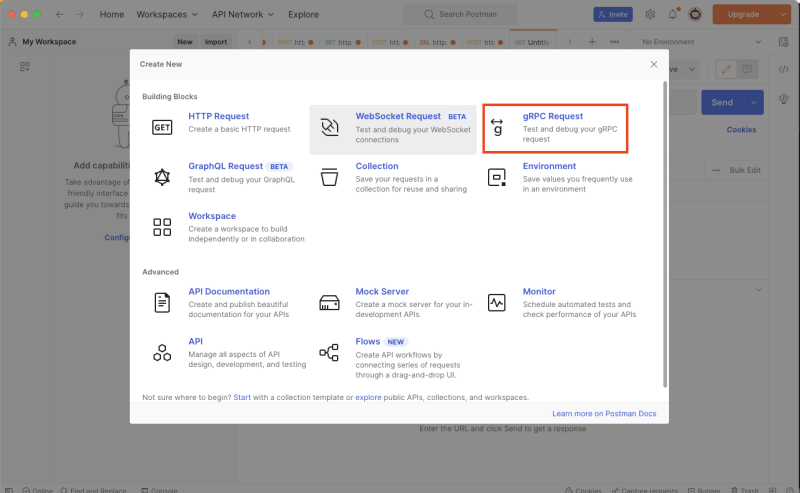 Home Workspaces API Network Explore Search Postman Invite Upgrade
My Workspace New Import POST htt GET http POST htt DEL http POST htt GET Untitle No Environment
Create New
Send
Cookies
Bulk Edit
Building Blocks
HTTP Request
Create a basic HTTP request
WebSocket Request BETA
Test and debug your WebSocket
connections
gRPC Request
Test and debug your gRPC
request
GraphQL Request BETA
Test and debug your GraphQL
request
Collection
Save your requests in a
collection for reuse and sharing
Environment
Save values you frequently use
in an environment
Workspace
Create a workspace to build
independently or in collaboration
Add capabiliti
Take advantage of
friendly interface
guide you towards
fits
Config
Advanced
API Documentation
Create and publish beautiful
documentation for your APIs
Mock Server
Create a mock server for your in-
development APIs
Monitor
Schedule automated tests and
check performance of your APIs
API
Manage all aspects of API
design, development, and testing
Flows NEW
Create API workflows by
connecting series of requests
through a drag-and-drop UI.
Not sure where to begin? Start with a collection template or explore public APIs, collections, and workspaces.
Learn more on Postman Docs
Enter the URL and click Send to get a response
Online Find and Replace Console Cookies Capture requests Runner Trash